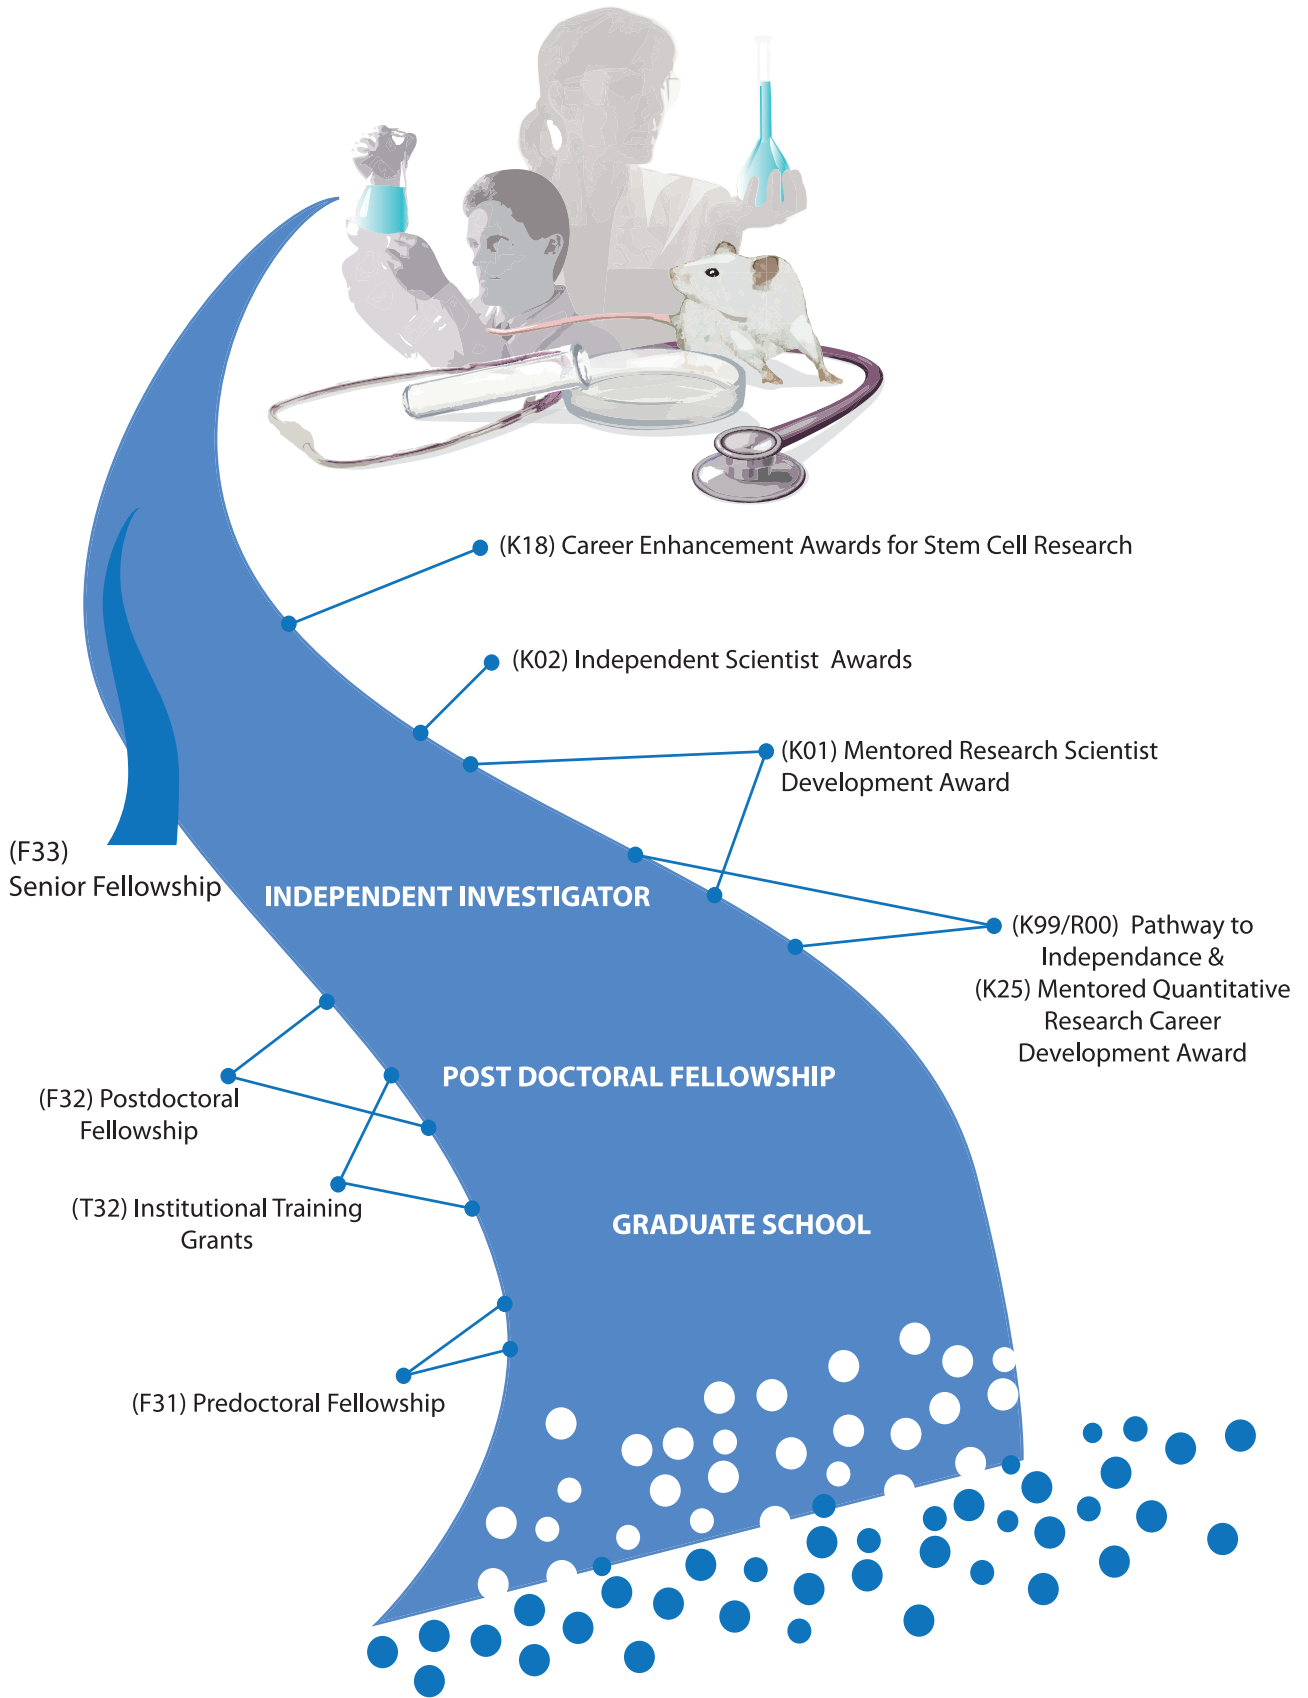 (K18) Career Enhancement Awards for Stem Cell Research
(K02) Independent Scientist Awards
(K01) Mentored Research Scientist
Development Award
(F33)
Senior Fellowship
INDEPENDENT INVESTIGATOR
(K99/R00) Pathway to
Independance &
(K25) Mentored Quantitative
Research Career
Development Award
POST DOCTORAL FELLOWSHIP
(F32) Postdoctoral
Fellowship
(T32) Institutional Training
Grants
GRADUATE SCHOOL
(F31) Predoctoral Fellowship